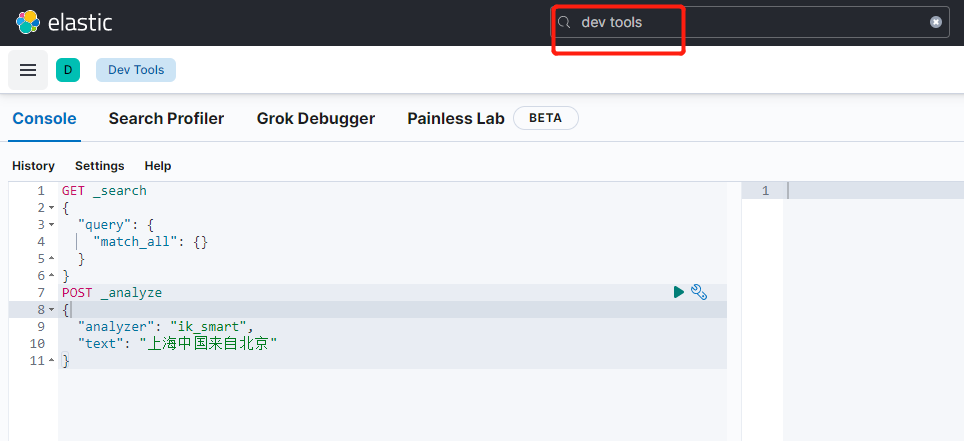 elastic
dev tools
D
Dev Tools
Console Search Profiler Grok Debugger Painless Lab BETA
History Settings Help
1 GET _search
2 {
3 "query": {
4 "match_all": {}
5 }
6 }
7 POST _analyze
8 {
9 "analyzer": "ik_smart",
10 "text": "上海中国来自北京"
11 }
1